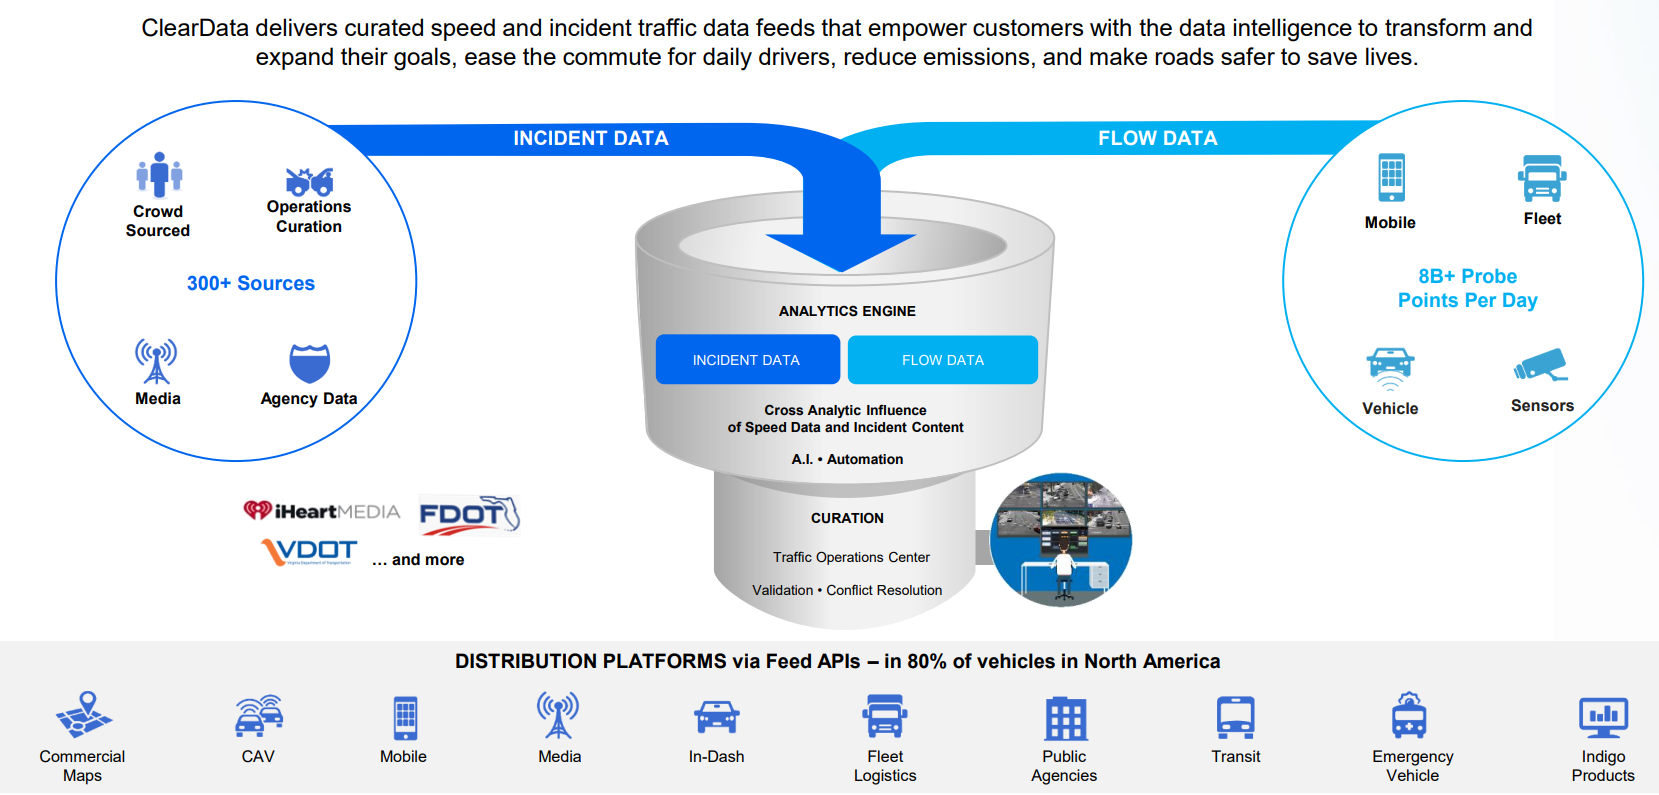 ClearData delivers curated speed and incident traffic data feeds that empower customers with the data intelligence to transform and
expand their goals, ease the commute for daily drivers, reduce emissions, and make roads safer to save lives.
INCIDENT DATA
FLOW DATA
Crowd
Sourced
Operations
Curation
300+ Sources
Media
Agency Data
Mobile
Fleet
8B+ Probe
Points Per Day
Vehicle
Sensors
ANALYTICS ENGINE
INCIDENT DATA
FLOW DATA
Cross Analytic Influence
of Speed Data and Incident Content
A.I. • Automation
CURATION
Traffic Operations Center
Validation • Conflict Resolution
iHeartMEDIA
FDOT
VDOT
Virginia Department of Transportation
... and more
DISTRIBUTION PLATFORMS via Feed APIs – in 80% of vehicles in North America
Commercial
Maps
CAV
Mobile
Media
In-Dash
Fleet
Logistics
Public
Agencies
Transit
Emergency
Vehicle
Indigo
Products